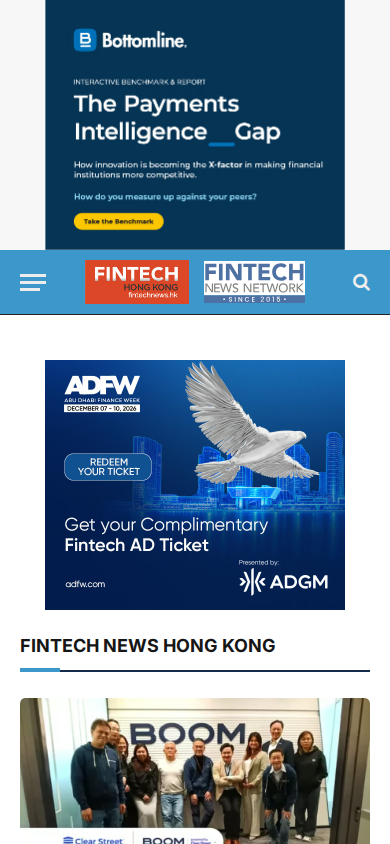 Bottomline.
INTERACTIVE BENCHMARK & REPORT
The Payments
Intelligence_Gap
How innovation is becoming the X-factor in making financial
institutions more competitive.
How do you measure up against your peers?
Take the Benchmark
FINTECH
HONG KONG
fintechnews.hk
FINTECH
NEWS NETWORK
• SINCE 2015 •
ADFW
ABU DHABI FINANCE WEEK
DECEMBER 07 - 10, 2026
REDEEM
YOUR TICKET
Get your Complimentary
Fintech AD Ticket
Presented by:
adfw.com
ADGM
FINTECH NEWS HONG KONG
BOOM
Clear Street
BOOM